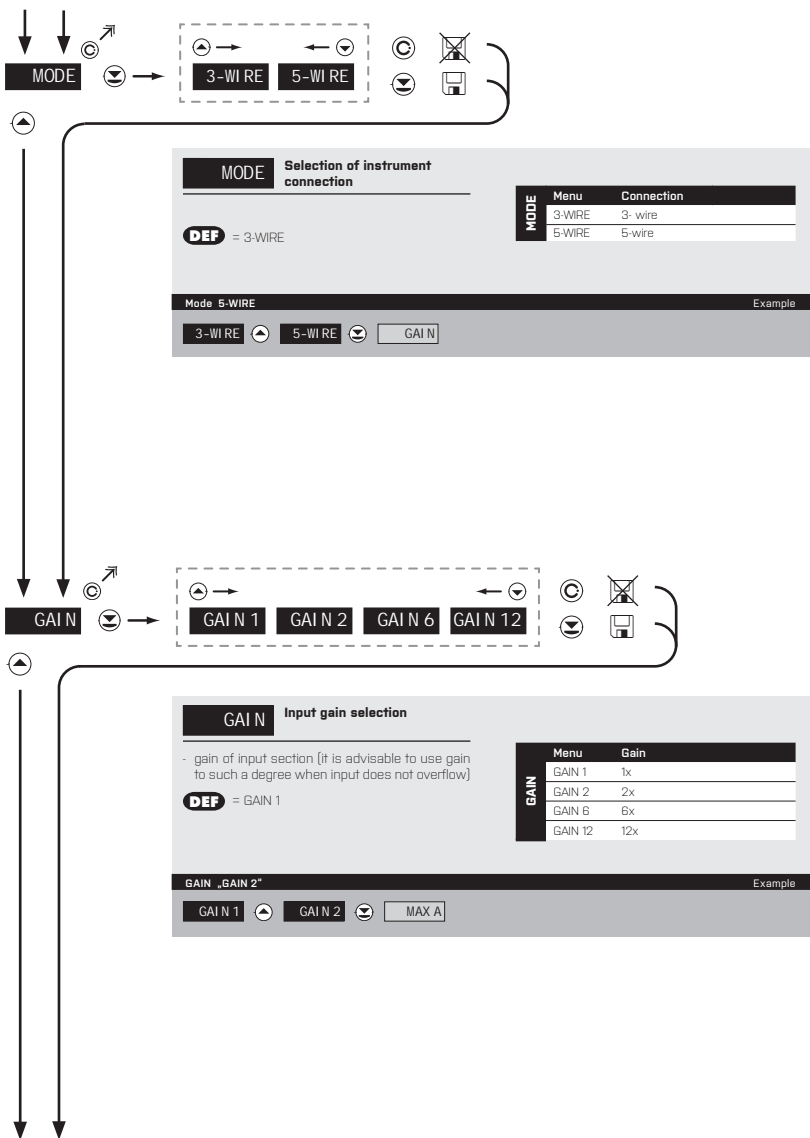 MODE
3-WIRE 5-WIRE
MODE Selection of instrument
connection
DEF = 3-WIRE
MODE
Menu Connection
3-WIRE 3- wire
5-WIRE 5-wire
Mode 5-WIRE Example
3-WIRE 5-WIRE GAIN
GAIN
GAIN 1 GAIN 2 GAIN 6 GAIN 12
GAIN Input gain selection
- gain of input section (it is advisable to use gain
to such a degree when input does not overflow)
DEF = GAIN 1
GAIN
Menu Gain
GAIN 1 1x
GAIN 2 2x
GAIN 6 6x
GAIN 12 12x
GAIN „GAIN 2“ Example
GAIN 1 GAIN 2 MAX A